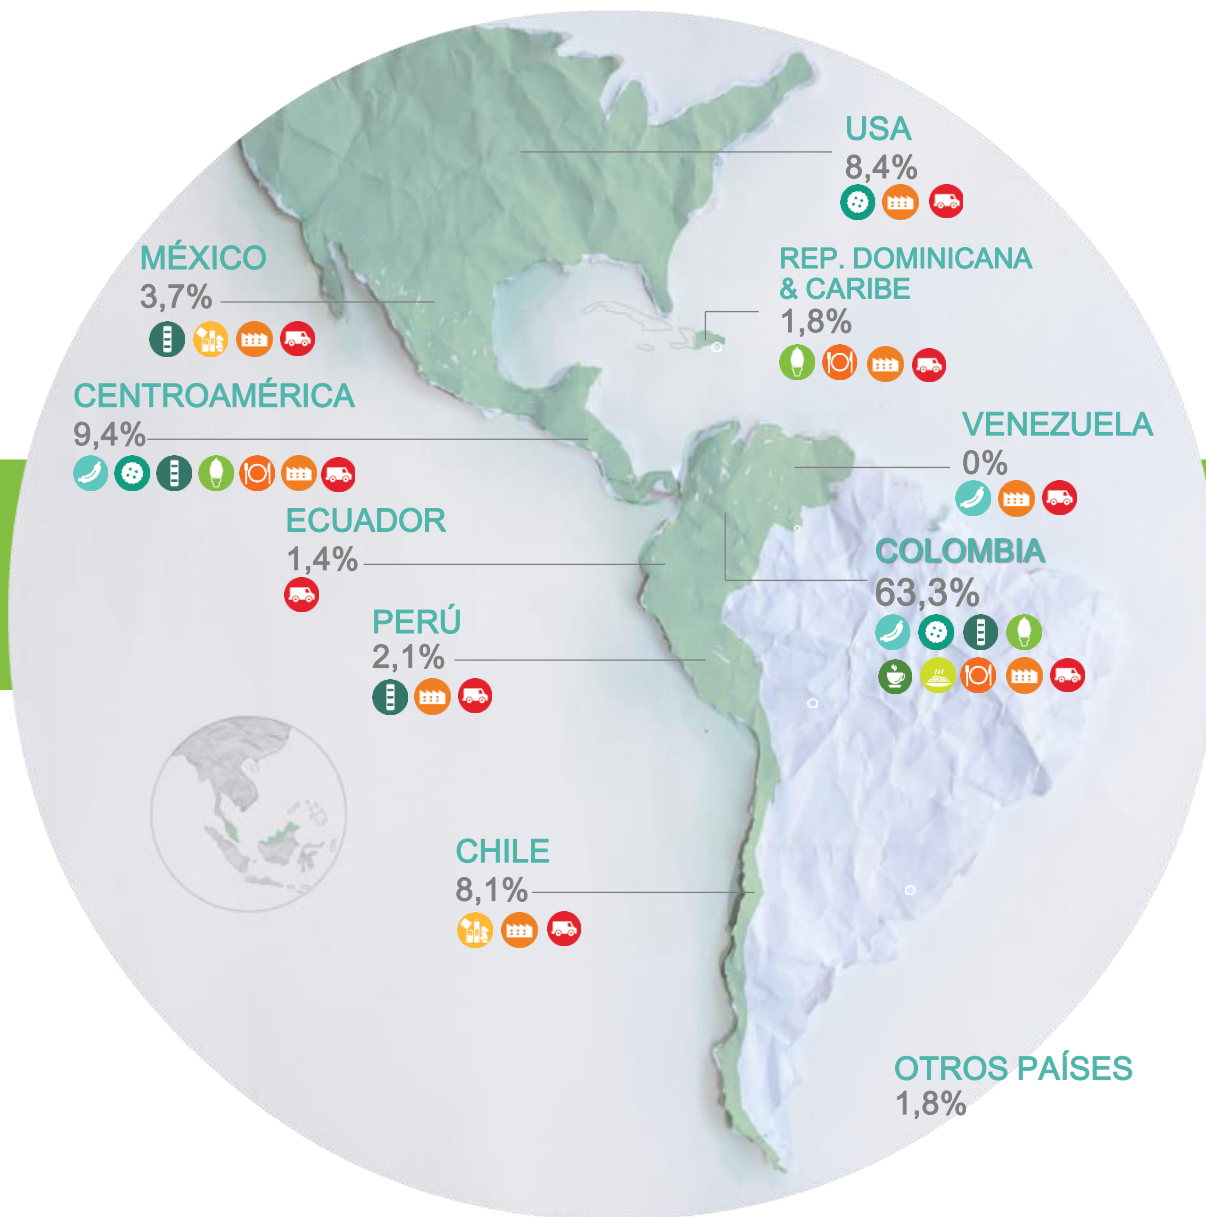 USA
8,4%
MÉXICO
3,7%
REP. DOMINICANA
& CARIBE
1,8%
CENTROAMÉRICA
9,4%
VENEZUELA
0%
ECUADOR
1,4%
COLOMBIA
63,3%
PERÚ
2,1%
CHILE
8,1%
OTROS PAÍSES
1,8%